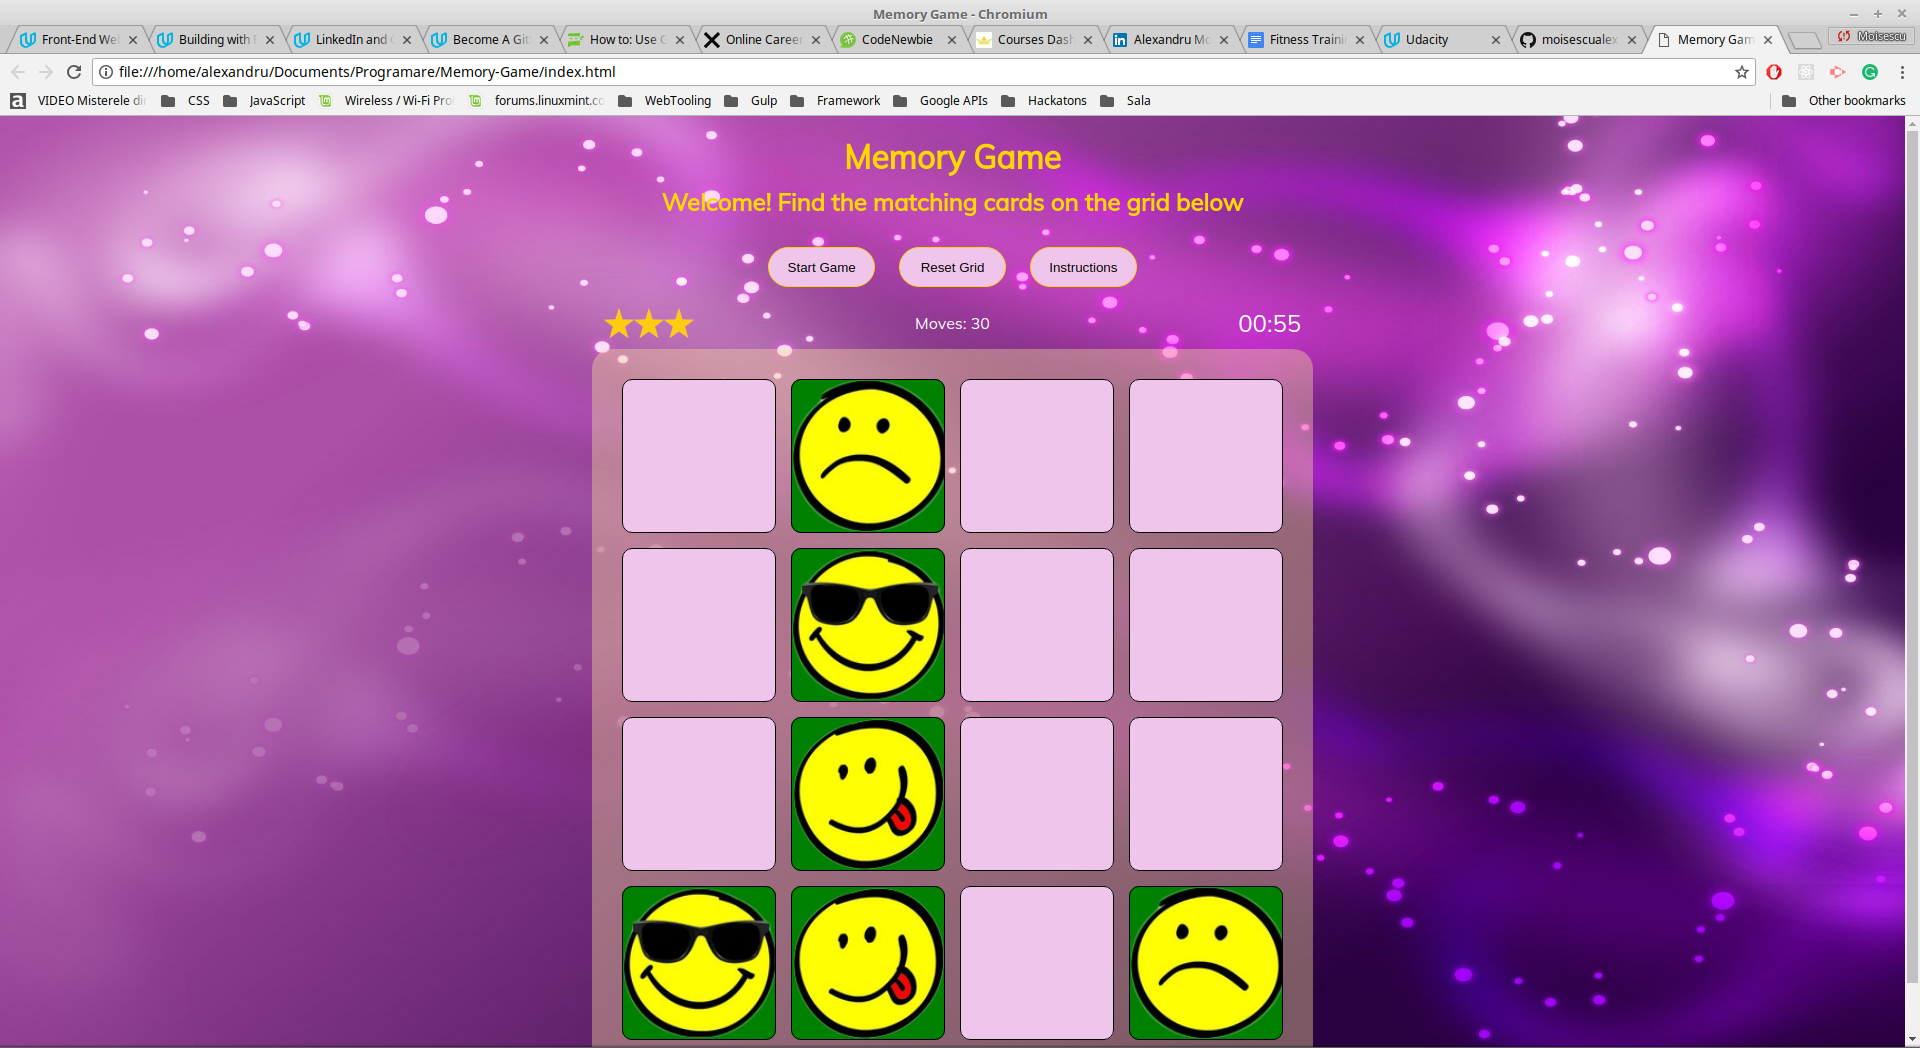 Memory Game - Chromium
Front-End We
Building with
LinkedIn and
Become A Git
How to: Use G
Online Career
CodeNewbie
Courses Dash
Alexandru Mo
Fitness Traini
Udacity
moisescualex
Memory Gam
Moisescu
file:///home/alexandru/Documents/Programare/Memory-Game/index.html
a VIDEO Misterele di
CSS
JavaScript
Wireless / Wi-Fi Pro
forums.linuxmint.co
WebTooling
Gulp
Framework
Google APIs
Hackatons
Sala
Other bookmarks
Memory Game
Welcome! Find the matching cards on the grid below
Start Game
Reset Grid
Instructions
Moves: 30
00:55